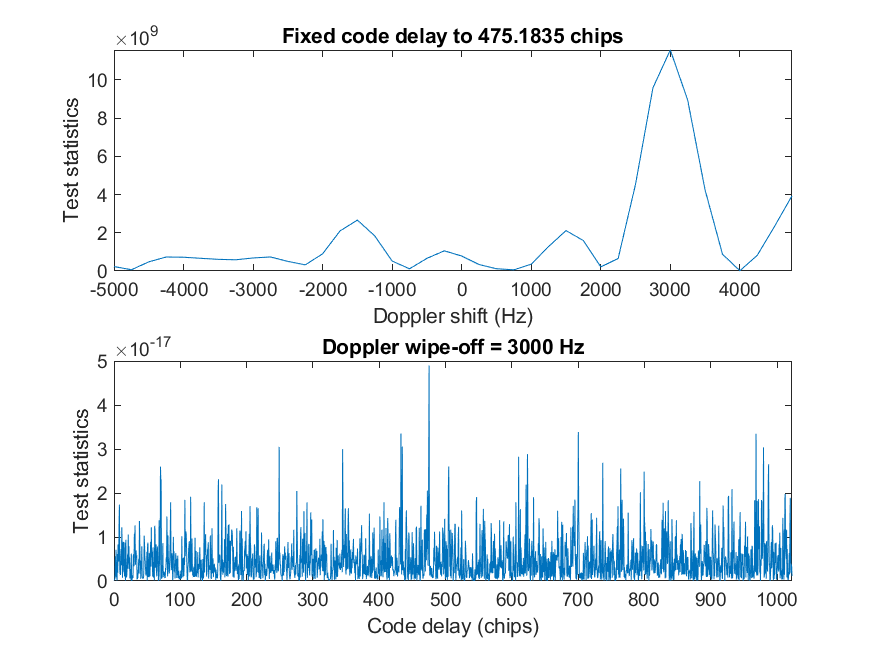 ×10^9
Fixed code delay to 475.1835 chips
Test statistics
10
8
6
4
2
0
-5000 -4000 -3000 -2000 -1000 0 1000 2000 3000 4000
Doppler shift (Hz)
×10^-17
Doppler wipe-off = 3000 Hz
Test statistics
5
4
3
2
1
0
0 100 200 300 400 500 600 700 800 900 1000
Code delay (chips)